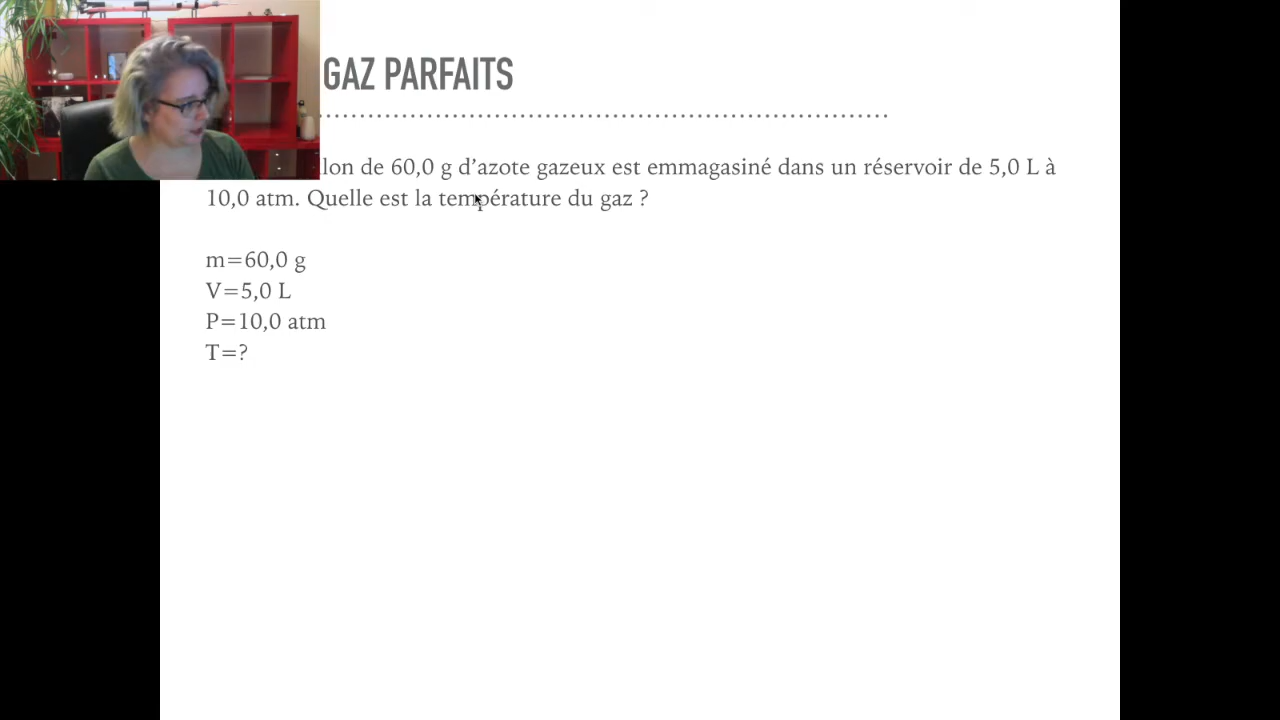 GAZ PARFAITS
de 60,0 g d’azote gazeux est emmagasiné dans un réservoir de 5,0 L à
10,0 atm. Quelle est la température du gaz ?
m=60,0 g
V=5,0 L
P=10,0 atm
T=?